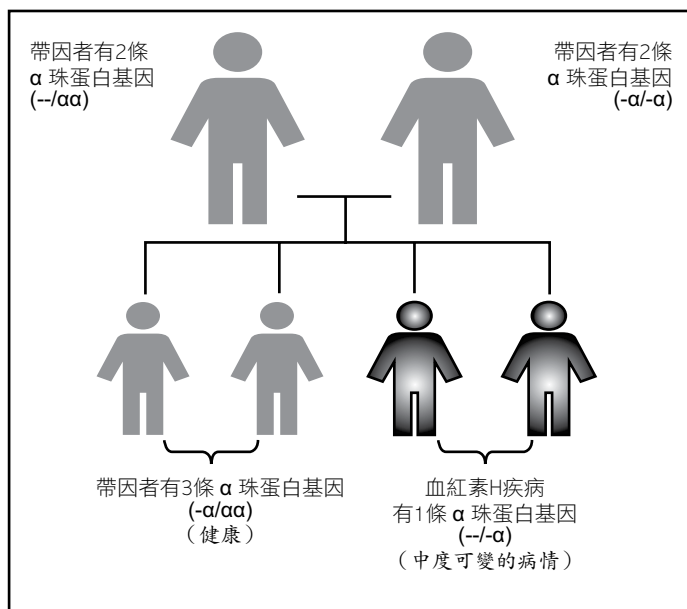 帶因者有2條
α 珠蛋白基因
(--/αα)
帶因者有2條
α 珠蛋白基因
(-α/-α)
帶因者有3條 α 珠蛋白基因
(-α/αα)
（健康）
血紅素H疾病
有1條 α 珠蛋白基因
(--/-α)
（中度可變的病情）